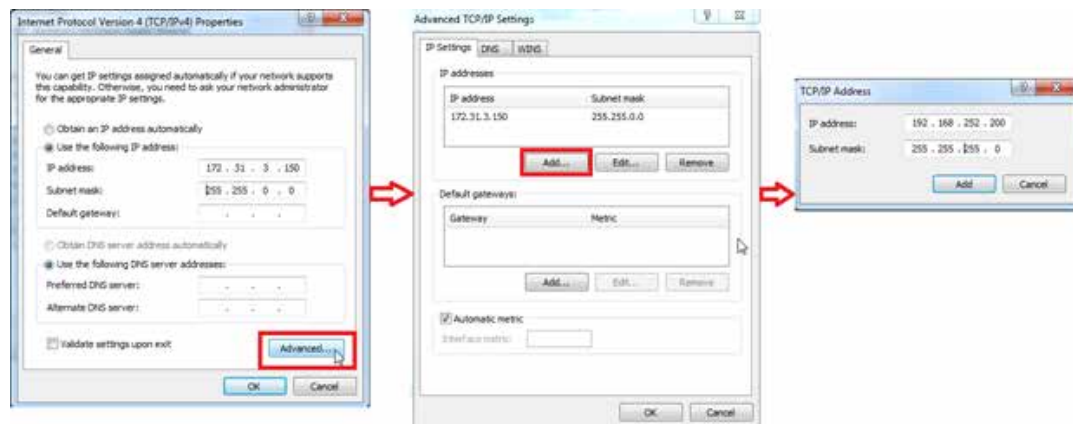 Internet Protocol Version 4 (TCP/IPv4) Properties
General
You can get IP settings assigned automatically if your network supports
this capability. Otherwise, you need to ask your network administrator
for the appropriate IP settings.
Obtain an IP address automatically
Use the following IP address:
IP address: 172 . 31 . 3 . 150
Subnet mask: 255 . 255 . 0 . 0
Default gateway: . . .
Obtain DNS server address automatically
Use the following DNS server addresses:
Preferred DNS server: . . .
Alternate DNS server: . . .
Validate settings upon exit
Advanced...
OK Cancel
Advanced TCP/IP Settings
IP Settings DNS WINS
IP addresses
IP address Subnet mask
172.31.3.150 255.255.0.0
Add... Edit... Remove
Default gateways:
Gateway Metric
Add... Edit... Remove
Automatic metric
Interface metric:
OK Cancel
TCP/IP Address
IP address: 192 . 168 . 252 . 200
Subnet mask: 255 . 255 . 255 . 0
Add Cancel